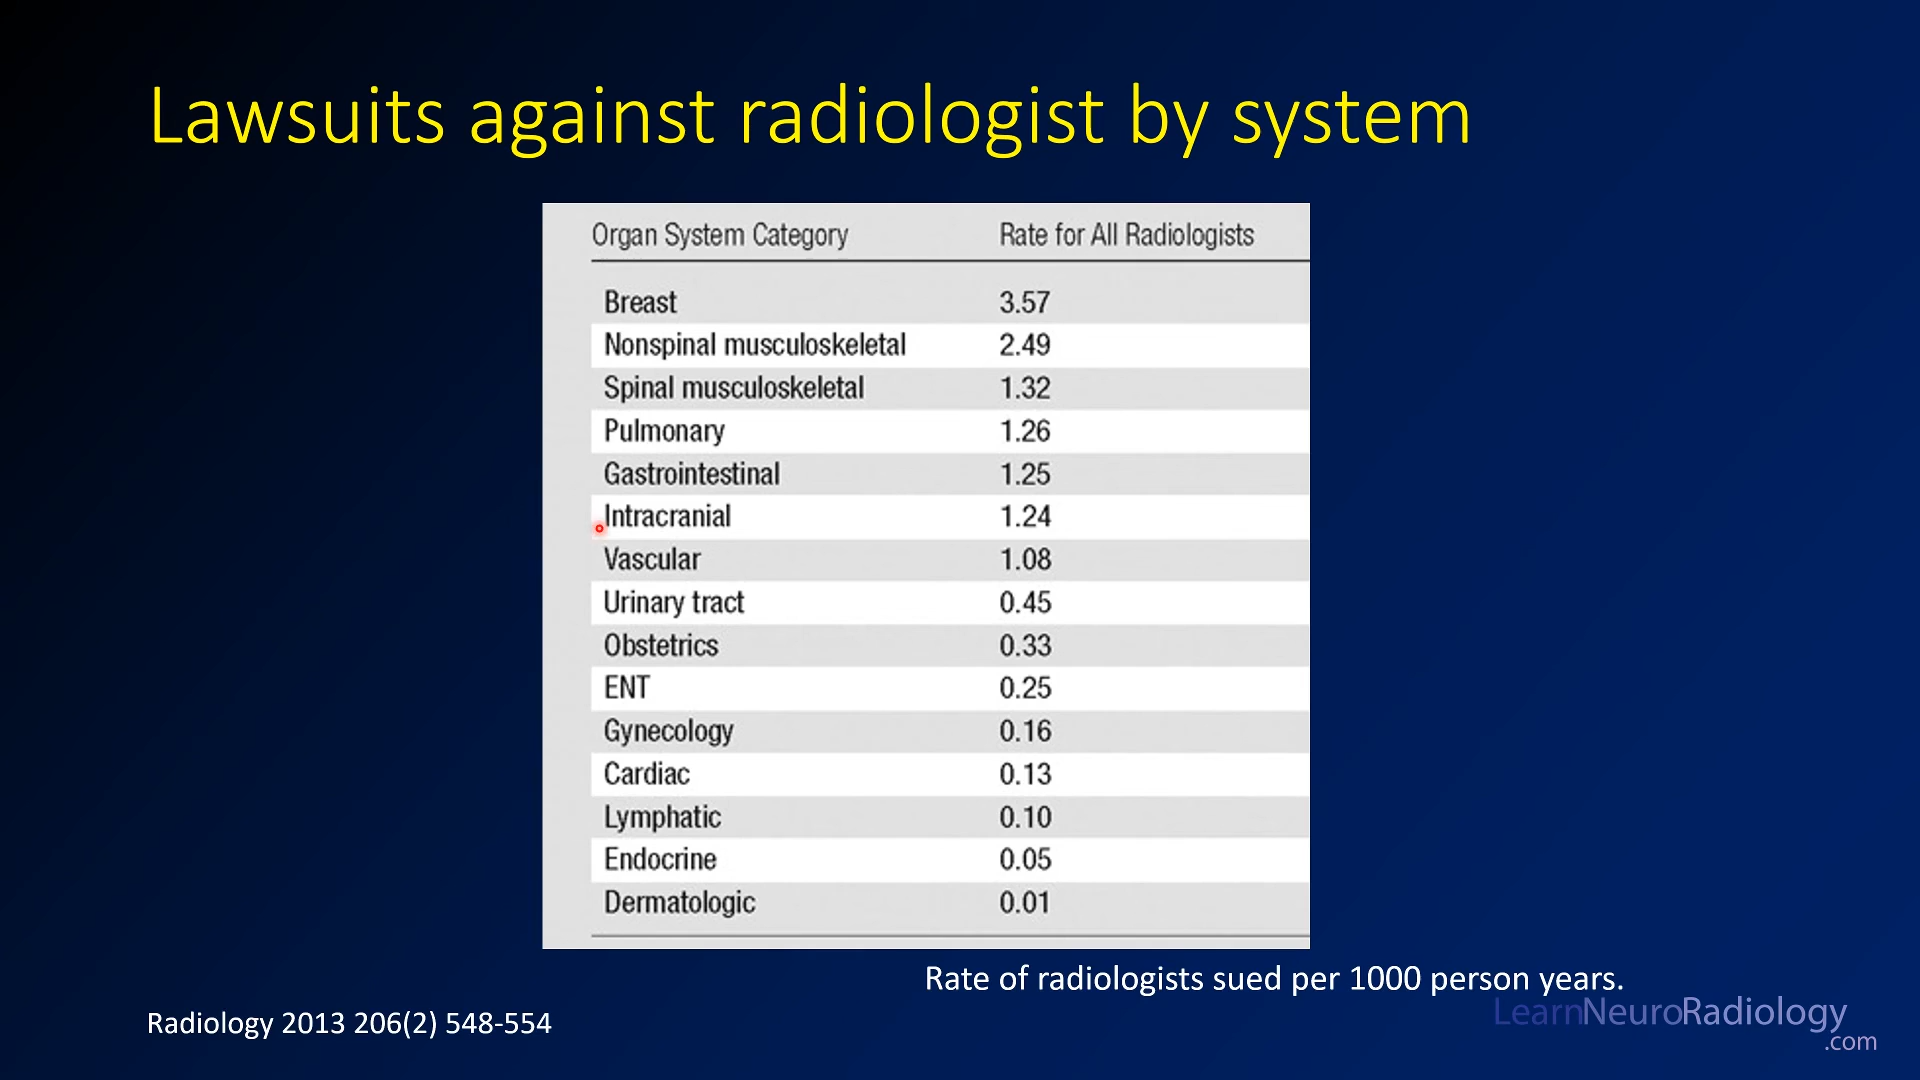 Lawsuits against radiologist by system
Organ System Category Rate for All Radiologists
Breast 3.57
Nonspinal musculoskeletal 2.49
Spinal musculoskeletal 1.32
Pulmonary 1.26
Gastrointestinal 1.25
Intracranial 1.24
Vascular 1.08
Urinary tract 0.45
Obstetrics 0.33
ENT 0.25
Gynecology 0.16
Cardiac 0.13
Lymphatic 0.10
Endocrine 0.05
Dermatologic 0.01
Rate of radiologists sued per 1000 person years.
Radiology 2013 206(2) 548-554
LearnNeuroRadiology
.com